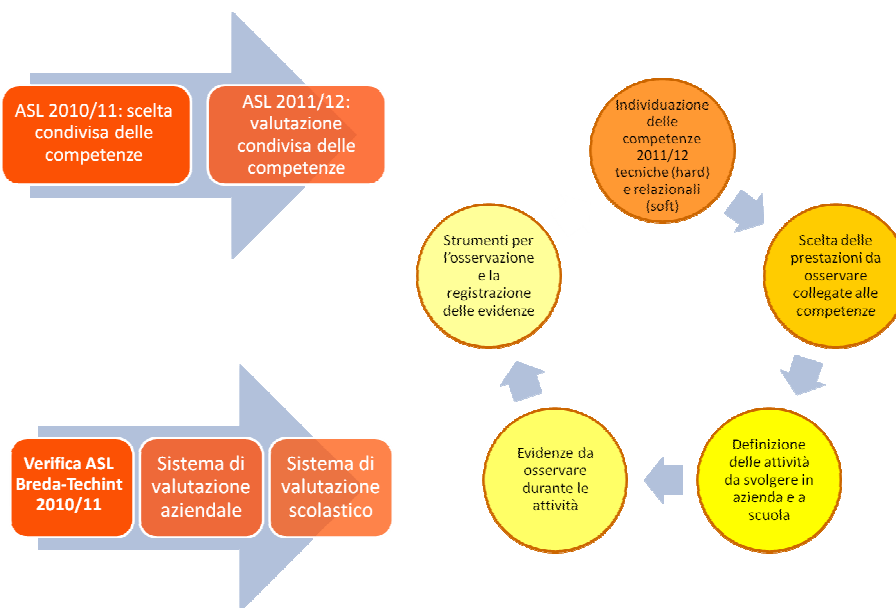 ASL 2010/11: scelta
condivisa delle
competenze
ASL 2011/12:
valutazione
condivisa delle
competenze
Verifica ASL
Breda-Techint
2010/11
Sistema di
valutazione
aziendale
Sistema di
valutazione
scolastico
Individuazione
delle
competenze
2011/12
tecniche (hard)
e relazionali
(soft)
Scelta delle
prestazioni da
osservare
collegate alle
competenze
Definizione
delle attività
da svolgere in
azienda e a
scuola
Evidenze da
osservare
durante le
attività
Strumenti per
l'osservazione
e la
registrazione
delle evidenze